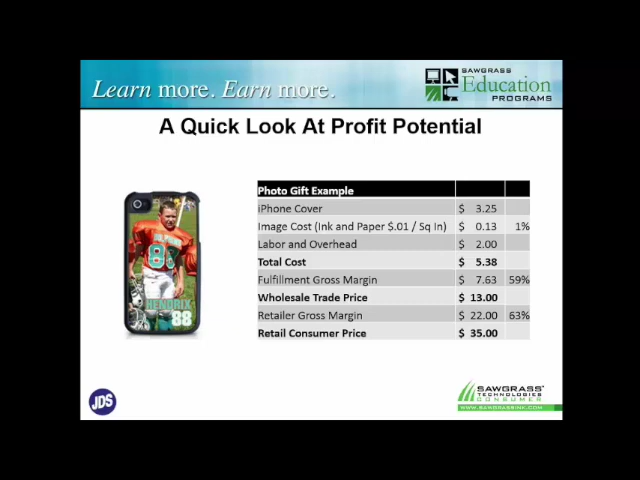 Learn more. Earn more.
SAWGRASS
Education
PROGRAMS
A Quick Look At Profit Potential
Photo Gift Example
iPhone Cover $ 3.25
Image Cost (Ink and Paper $.01 / Sq In) $ 0.13 1%
Labor and Overhead $ 2.00
Total Cost $ 5.38
Fulfillment Gross Margin $ 7.63 59%
Wholesale Trade Price $ 13.00
Retailer Gross Margin $ 22.00 63%
Retail Consumer Price $ 35.00
88
HENDRIX
88
JDS
SAWGRASS
TECHNOLOGIES
CONSUMER
WWW.SAWGRASSINK.COM